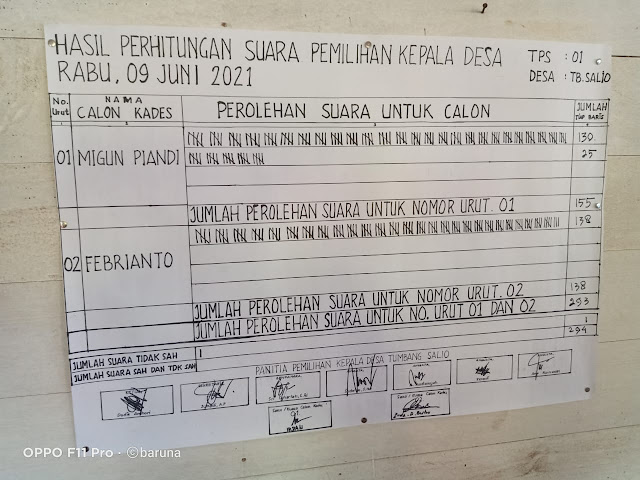 HASIL PERHITUNGAN SUARA PEMILIHAN KEPALA DESA
TPS : 01
RABU, 09 JUNI 2021
DESA : TB. SALIO
No. Urut
NAMA CALON KADES
PEROLEHAN SUARA UNTUK CALON
JUMLAH TIAP BARIS
01 MIGUN PIANDI
130
25
JUMLAH PEROLEHAN SUARA UNTUK NOMOR URUT. 01 155
02 FEBRIANTO
138
JUMLAH PEROLEHAN SUARA UNTUK NOMOR URUT. 02 138
JUMLAH PEROLEHAN SUARA UNTUK NO. URUT 01 DAN 02 293
JUMLAH SUARA TIDAK SAH 1 1
JUMLAH SUARA SAH DAN TDK SAH 294
PANITIA PEMILIHAN KEPALA DESA TUMBANG SALIO
OPPO F11 Pro · ©baruna